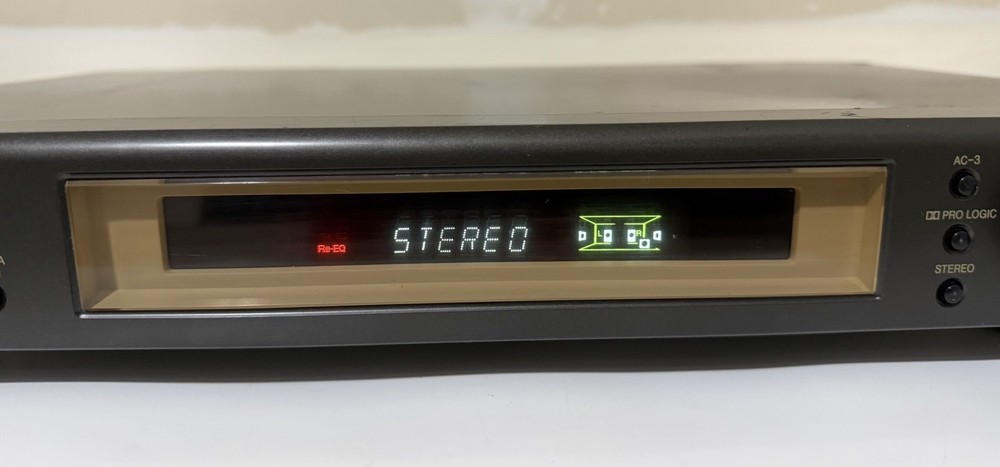 AC-3
PRO LOGIC
STEREO
A
Re-EQ
STEREO
L
R